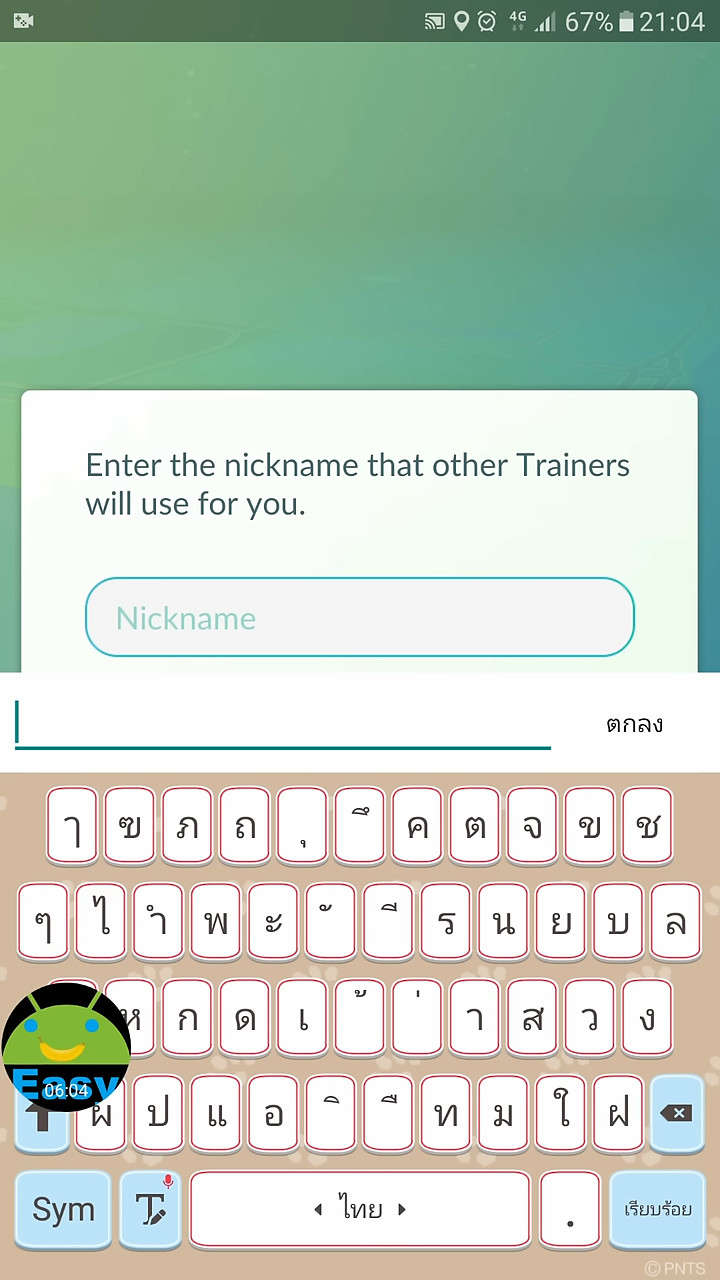 4G 67% 21:04
Enter the nickname that other Trainers
will use for you.
Nickname
ตกลง
ๅ ฃ ภ ถ ุ ึ ค ต จ ข ช
ๆ ไ ำ พ ะ ั ี ร น ย บ ล
ห ก ด เ ้ ่ า ส ว ง
Easy
06:04
ผ ป แ อ ิ ื ท ม ใ ฝ
Sym ไทย . เรียบร้อย
© PNTS